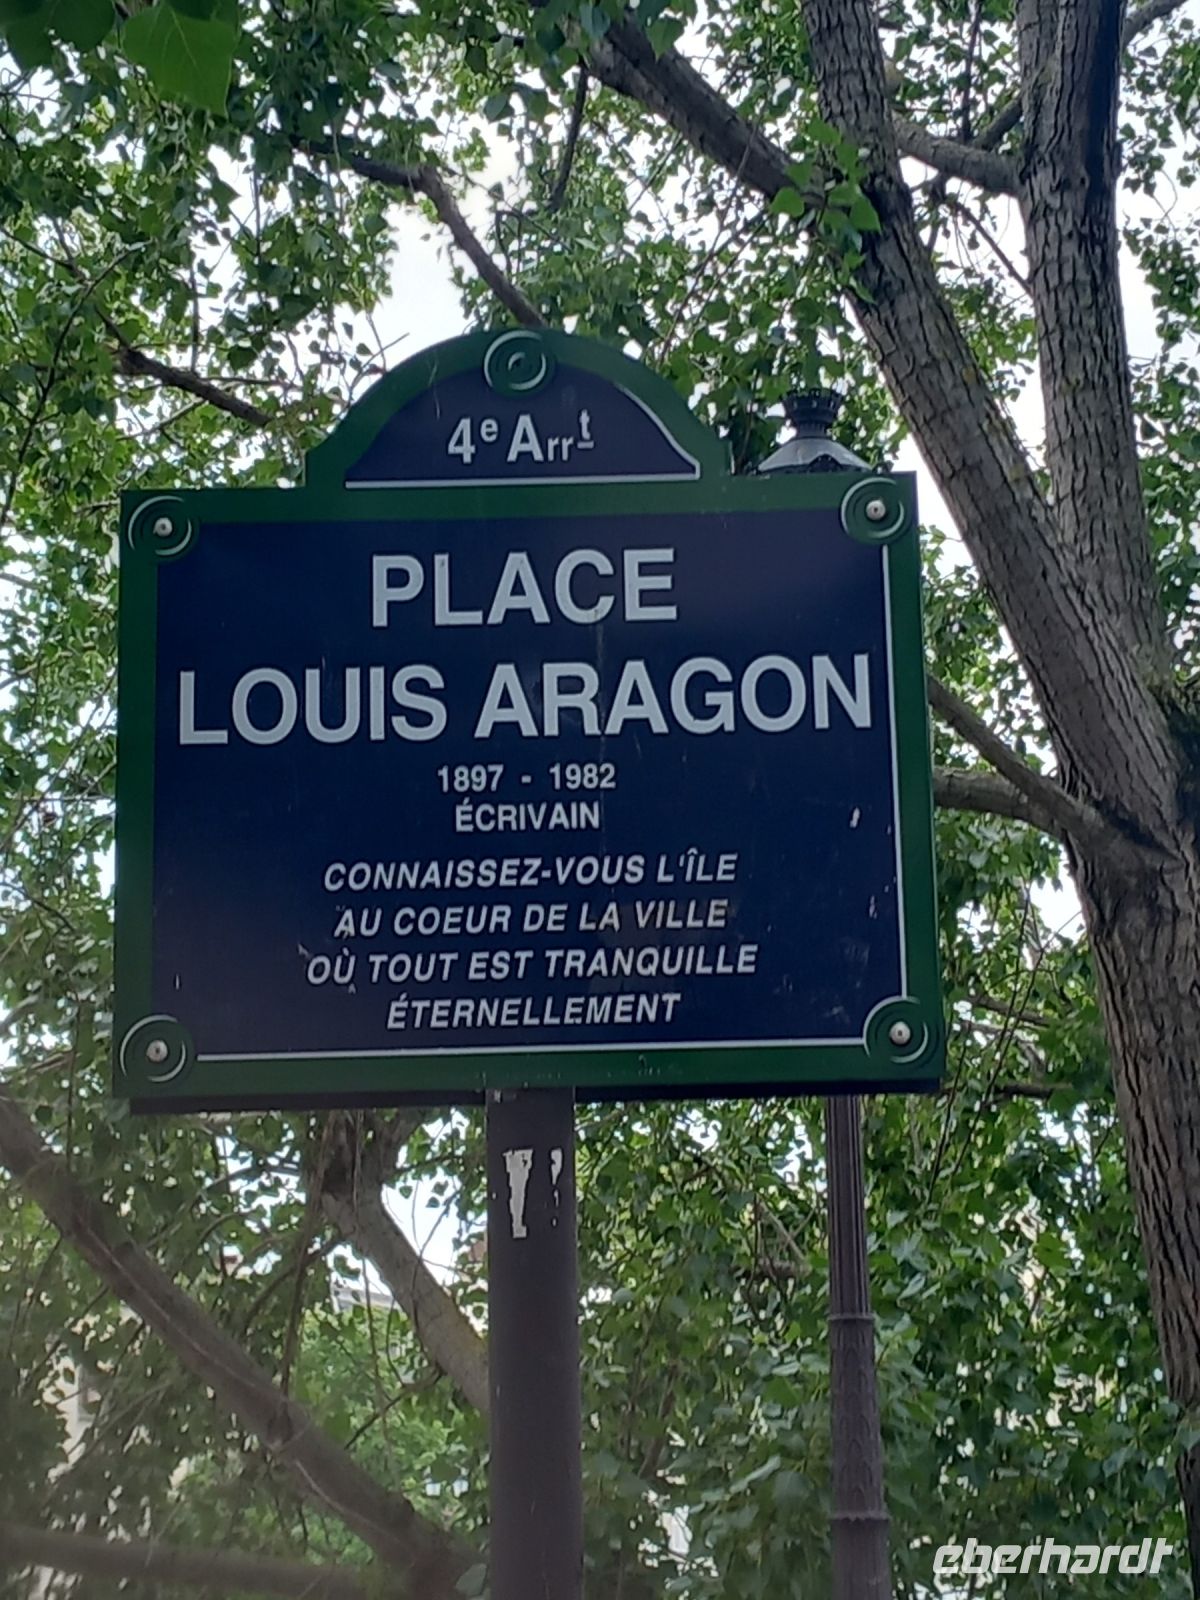 4e Arrt
PLACE
LOUIS ARAGON
1897 - 1982
ÉCRIVAIN
CONNAISSEZ-VOUS L'ÎLE
AU COEUR DE LA VILLE
OÙ TOUT EST TRANQUILLE
ÉTERNELLEMENT
eberhardt